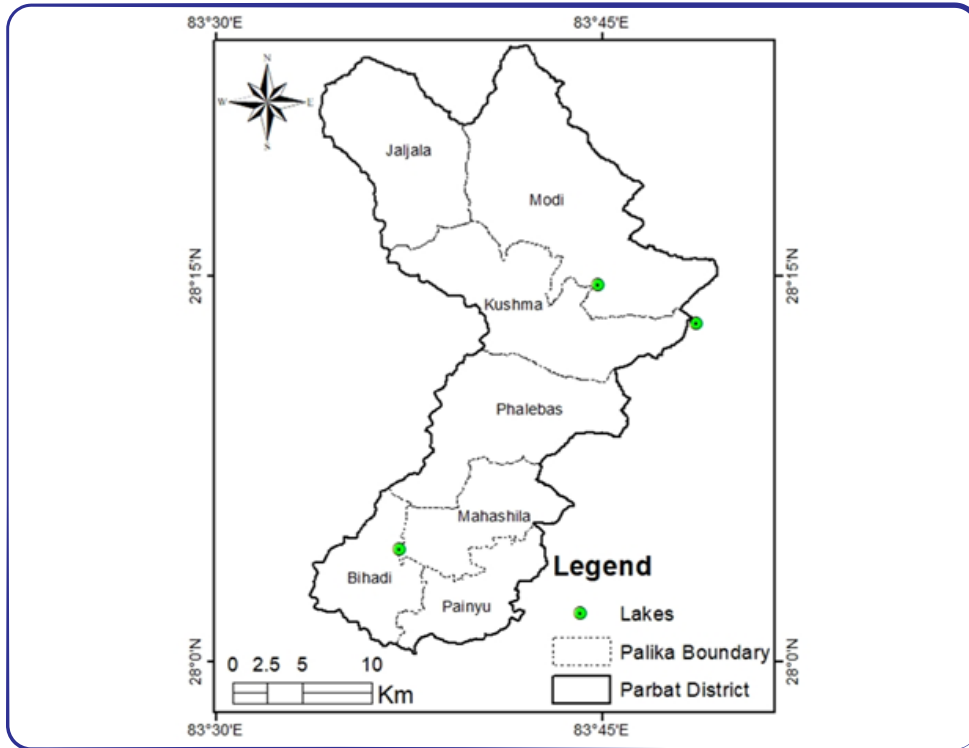 83°30'E
83°45'E
N
W
E
S
Jaljala
Modi
28°15'N
28°15'N
Kushma
Phalebas
Mahashila
Bihadi
Painyu
Legend
Lakes
Palika Boundary
Parbat District
0 2.5 5 10
Km
28°0'N
28°0'N
83°30'E
83°45'E